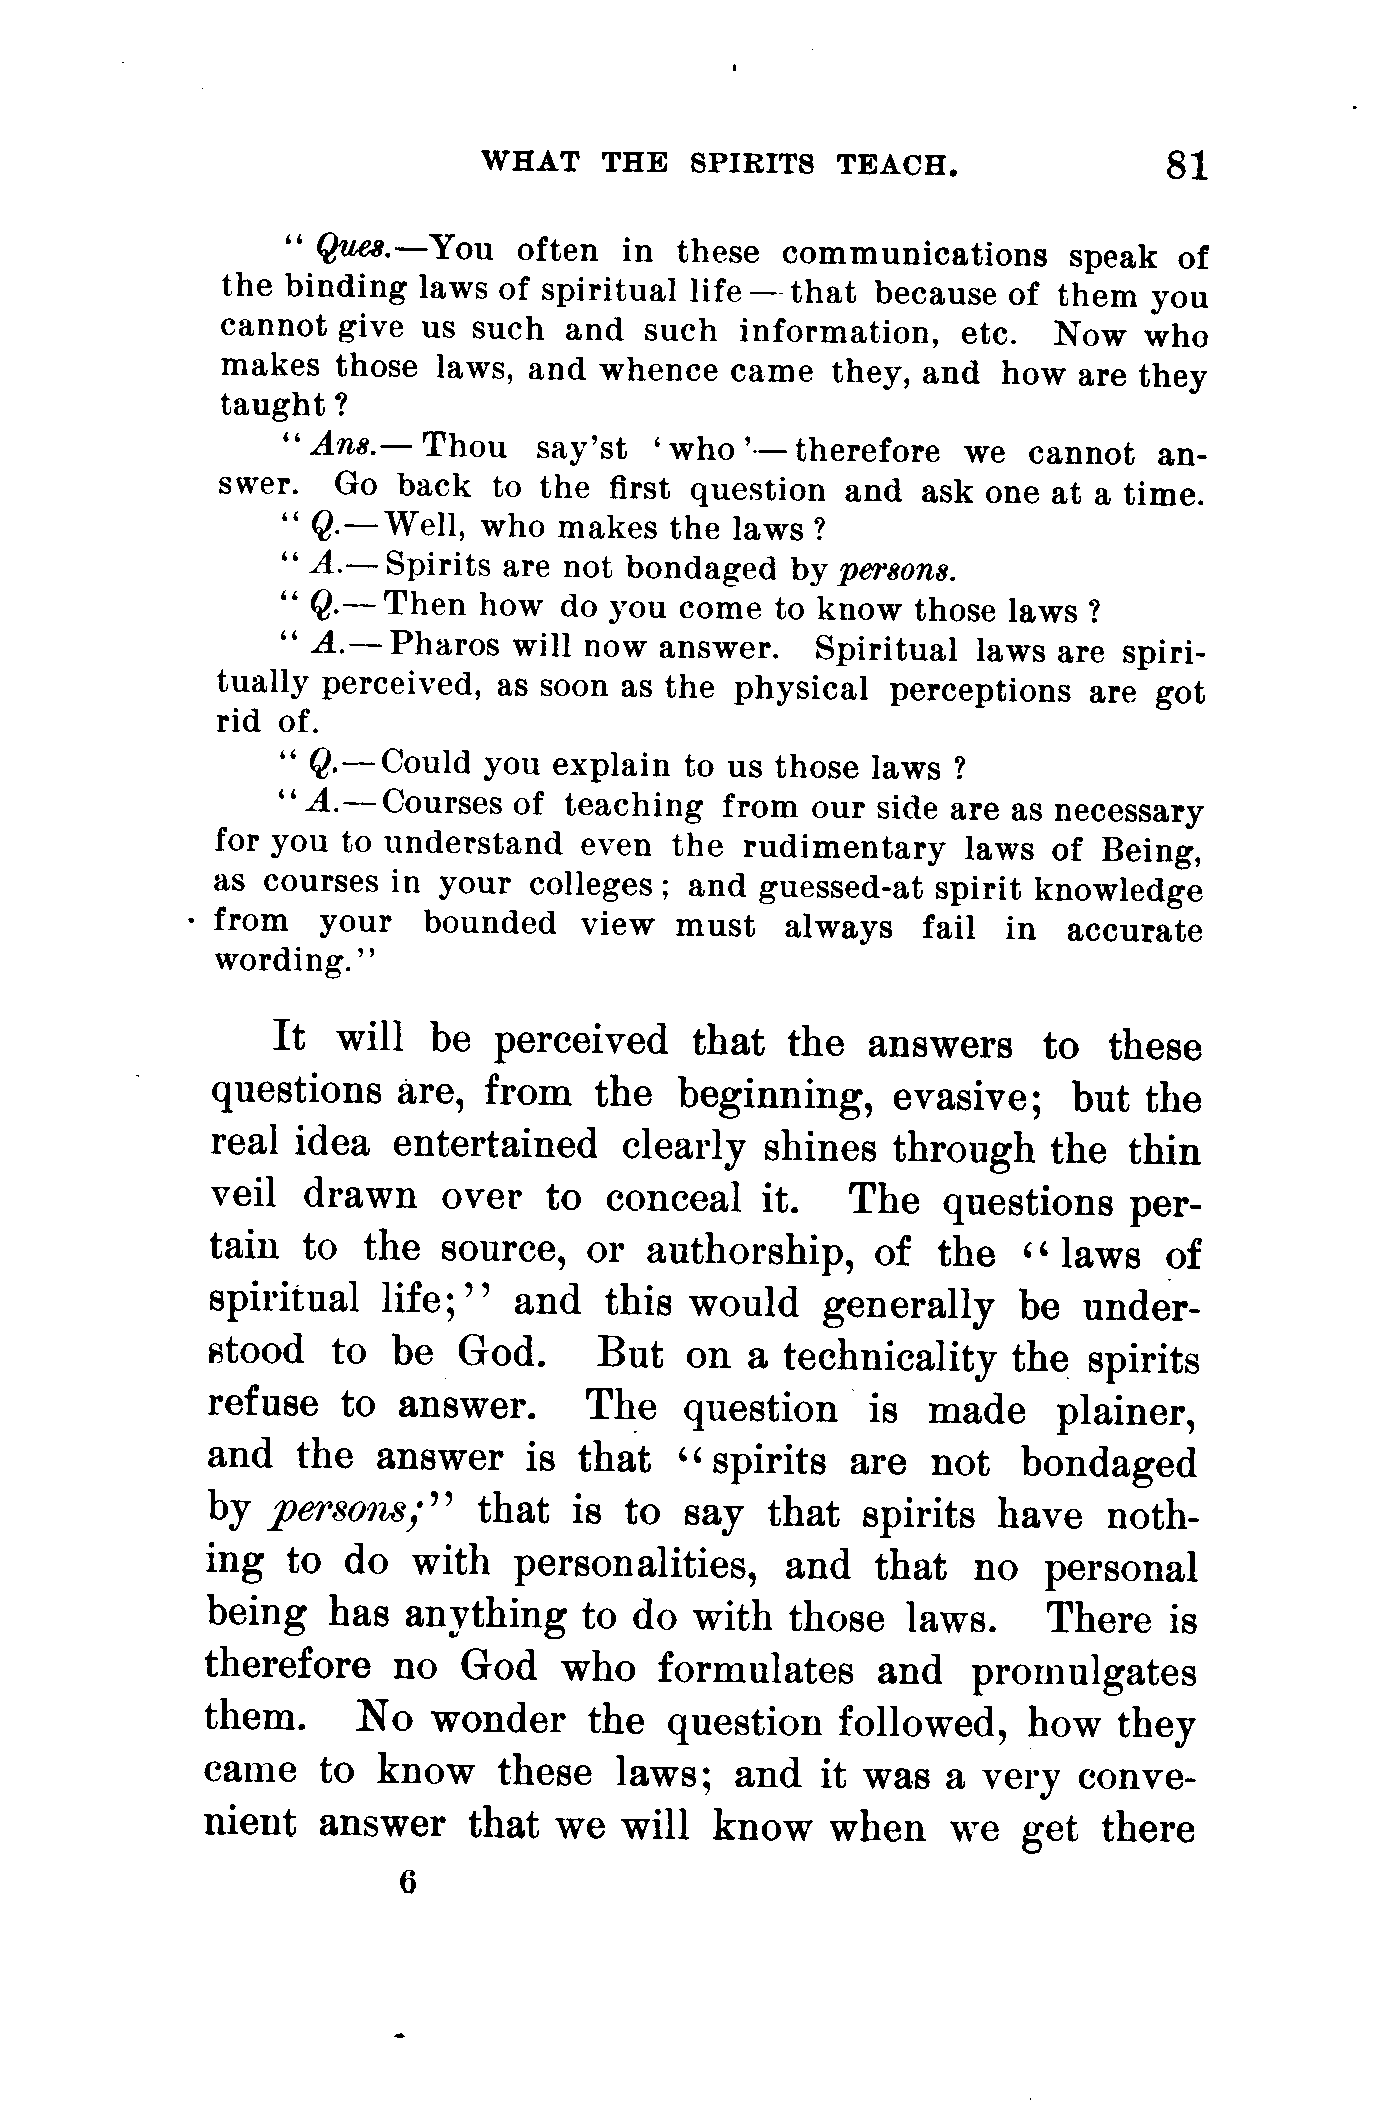 WHAT THE SPIRITS TEACH. 81
" Ques.—You often in these communications speak of
the binding laws of spiritual life — that because of them you
cannot give us such and such information, etc. Now who
makes those laws, and whence came they, and how are they
taught ?
" Ans.— Thou say'st ' who '— therefore we cannot an-
swer. Go back to the first question and ask one at a time.
" Q.—Well, who makes the laws ?
" A.— Spirits are not bondaged by persons.
" Q.— Then how do you come to know those laws ?
" A.— Pharos will now answer. Spiritual laws are spiri-
tually perceived, as soon as the physical perceptions are got
rid of.
" Q.—Could you explain to us those laws ?
" A.—Courses of teaching from our side are as necessary
for you to understand even the rudimentary laws of Being,
as courses in your colleges ; and guessed-at spirit knowledge
from your bounded view must always fail in accurate
wording."
It will be perceived that the answers to these
questions are, from the beginning, evasive; but the
real idea entertained clearly shines through the thin
veil drawn over to conceal it. The questions per-
tain to the source, or authorship, of the " laws of
spiritual life;" and this would generally be under-
stood to be God. But on a technicality the spirits
refuse to answer. The question is made plainer,
and the answer is that " spirits are not bondaged
by persons;" that is to say that spirits have noth-
ing to do with personalities, and that no personal
being has anything to do with those laws. There is
therefore no God who formulates and promulgates
them. No wonder the question followed, how they
came to know these laws; and it was a very conve-
nient answer that we will know when we get there
6